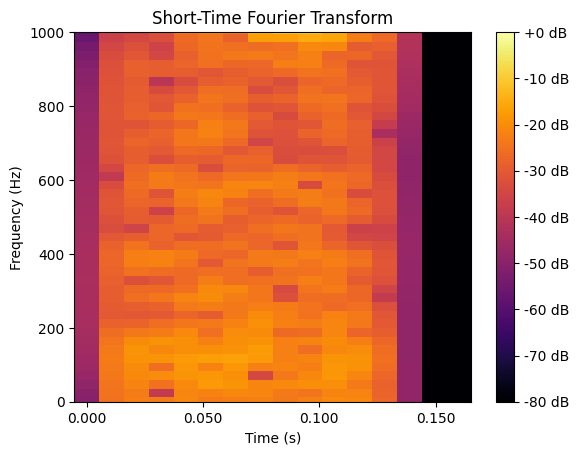 Short-Time Fourier Transform
Frequency (Hz)
1000
800
600
400
200
0
0.000
0.050
0.100
0.150
Time (s)
+0 dB
-10 dB
-20 dB
-30 dB
-40 dB
-50 dB
-60 dB
-70 dB
-80 dB